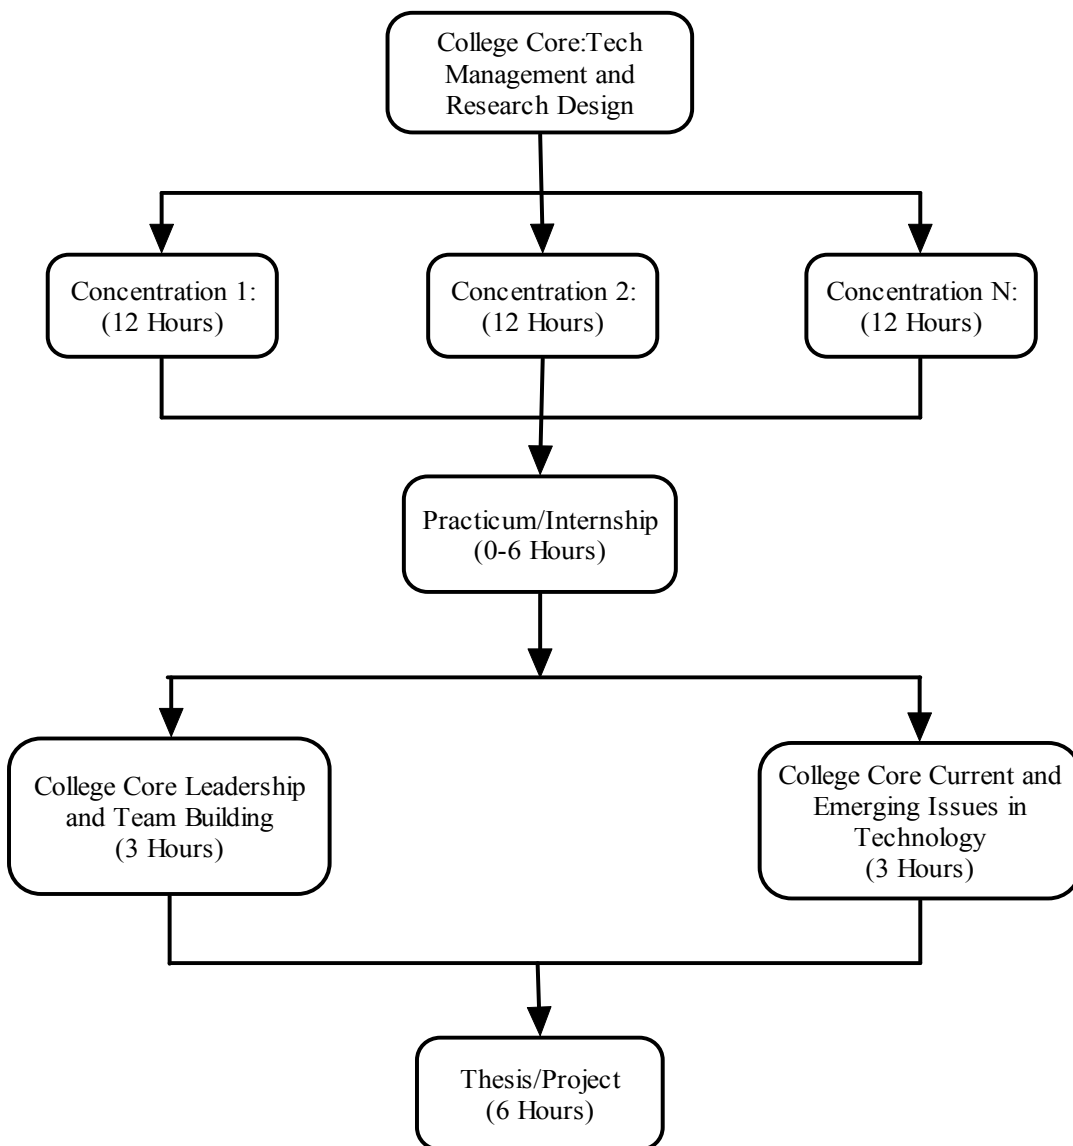 College Core:Tech
Management and
Research Design
Concentration 1:
(12 Hours)
Concentration 2:
(12 Hours)
Concentration N:
(12 Hours)
Practicum/Internship
(0-6 Hours)
College Core Leadership
and Team Building
(3 Hours)
College Core Current and
Emerging Issues in
Technology
(3 Hours)
Thesis/Project
(6 Hours)